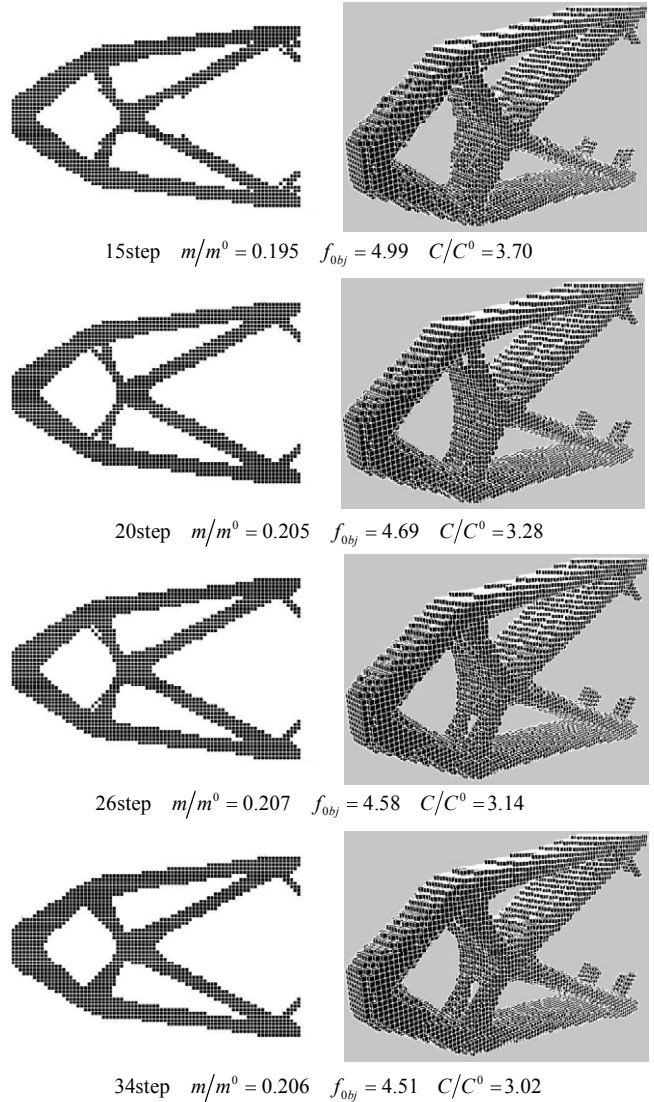 15step m/m⁰ = 0.195 f₀bj = 4.99 C/C⁰ = 3.70
20step m/m⁰ = 0.205 f₀bj = 4.69 C/C⁰ = 3.28
26step m/m⁰ = 0.207 f₀bj = 4.58 C/C⁰ = 3.14
34step m/m⁰ = 0.206 f₀bj = 4.51 C/C⁰ = 3.02